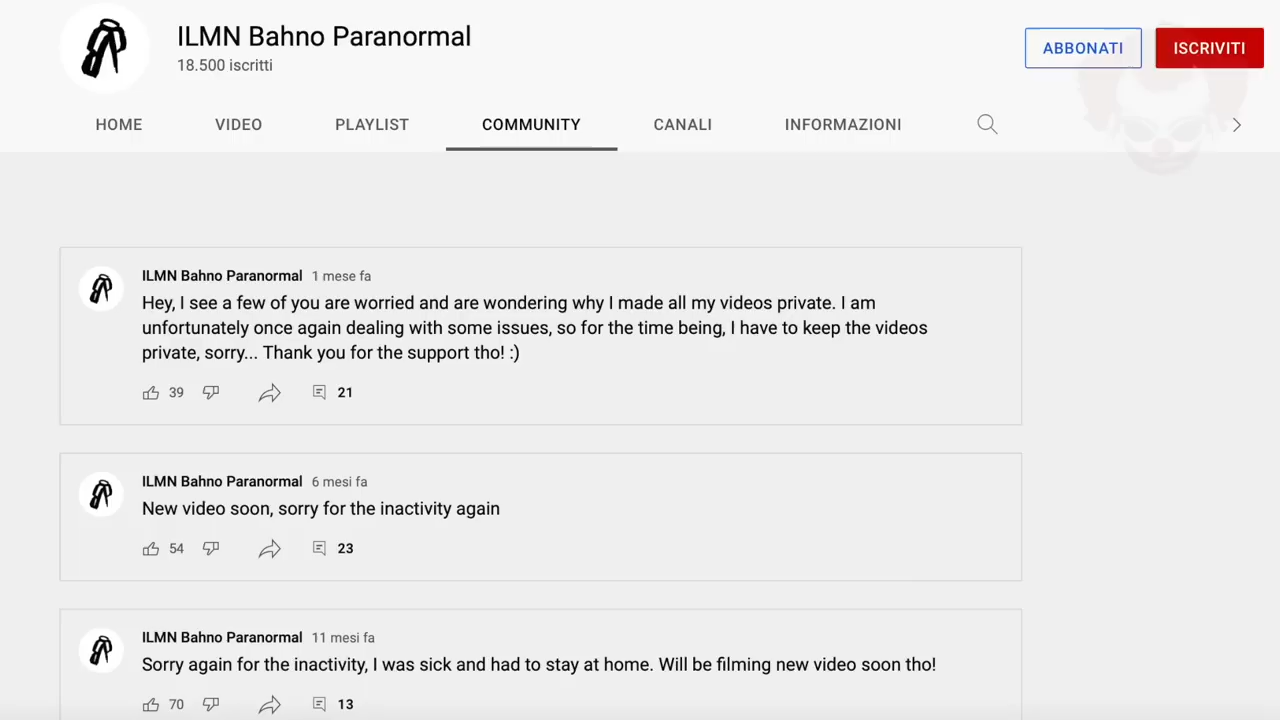 ILMN Bahno Paranormal
18.500 iscritti
ABBONATI
ISCRIVITI
HOME
VIDEO
PLAYLIST
COMMUNITY
CANALI
INFORMAZIONI
ILMN Bahno Paranormal 1 mese fa
Hey, I see a few of you are worried and are wondering why I made all my videos private. I am
unfortunately once again dealing with some issues, so for the time being, I have to keep the videos
private, sorry... Thank you for the support tho! :)
39
21
ILMN Bahno Paranormal 6 mesi fa
New video soon, sorry for the inactivity again
54
23
ILMN Bahno Paranormal 11 mesi fa
Sorry again for the inactivity, I was sick and had to stay at home. Will be filming new video soon tho!
70
13